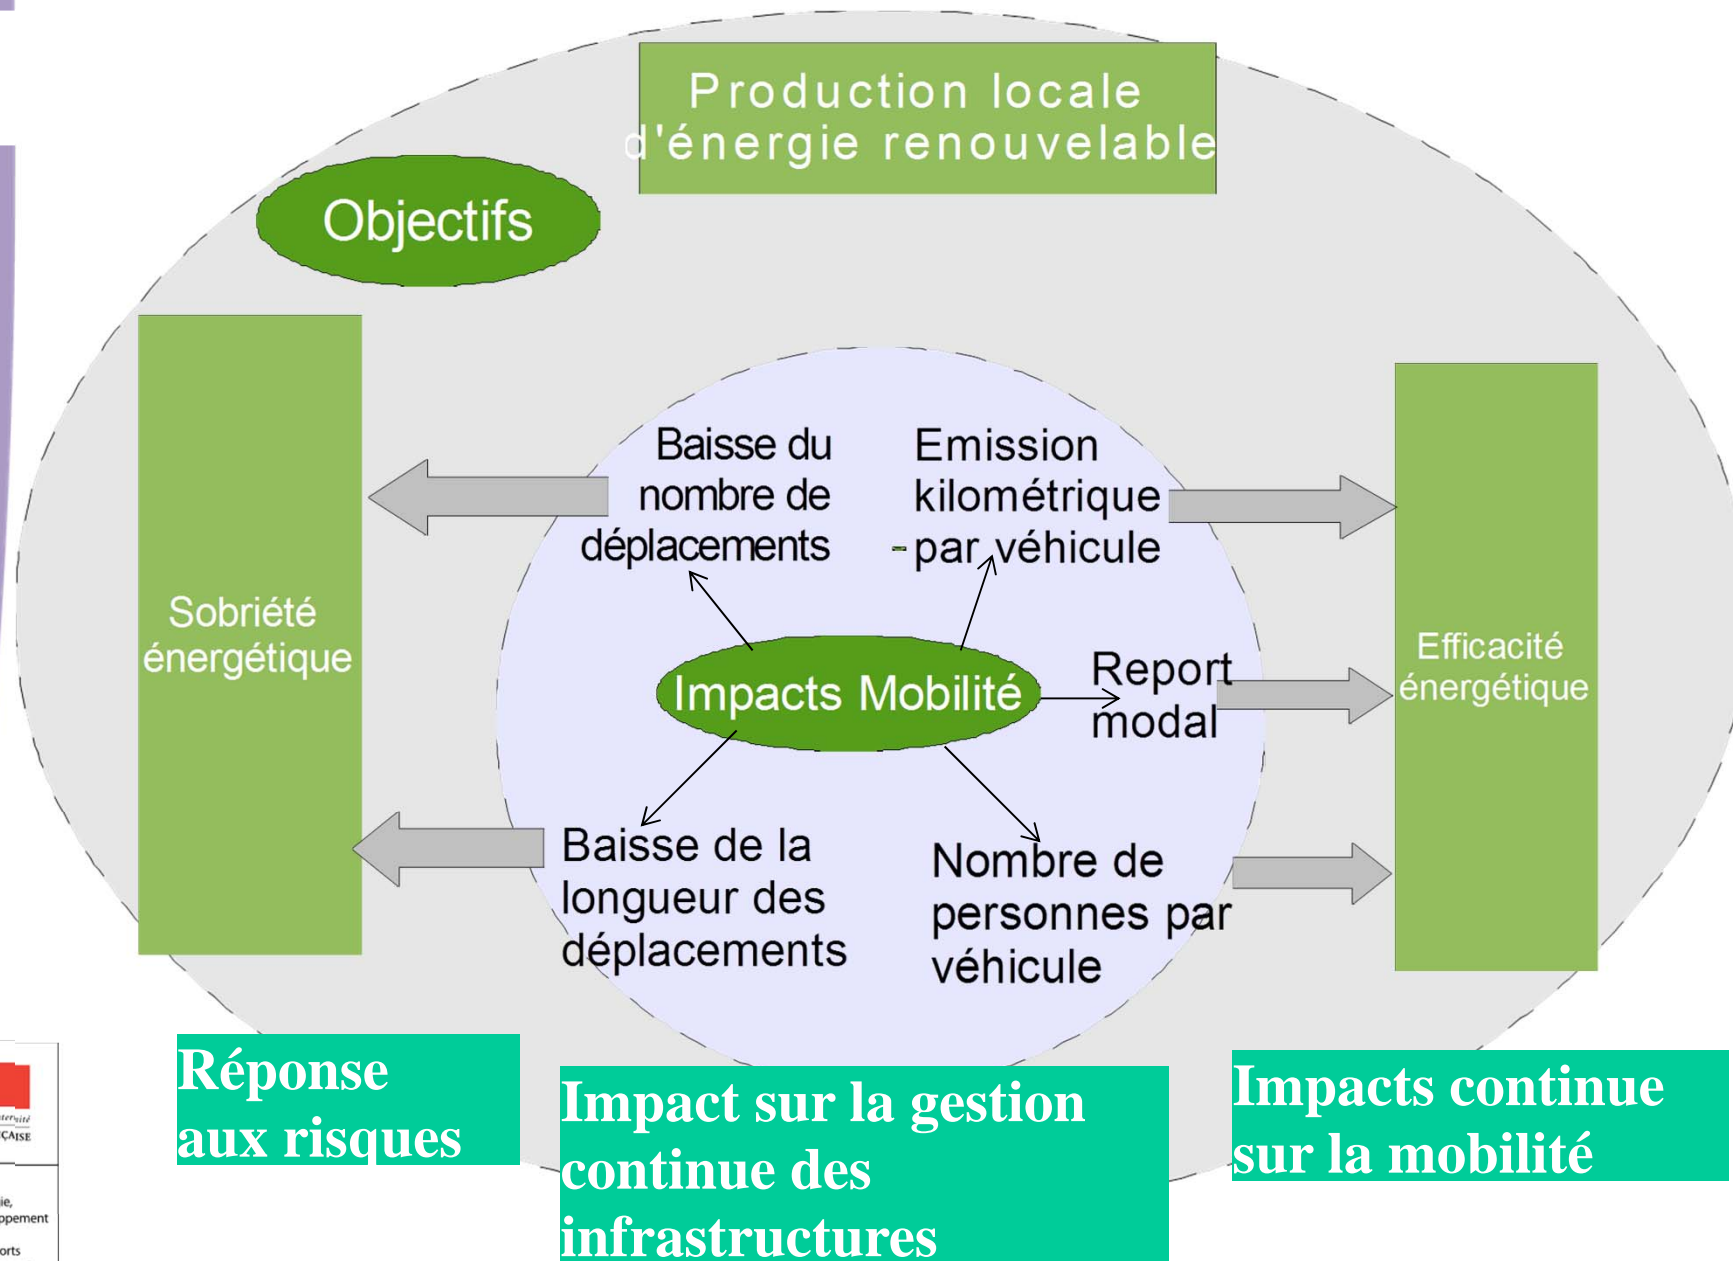 Production locale
d'énergie renouvelable
Objectifs
Baisse du
nombre de
déplacements
Emission
kilométrique
-par véhicule
Sobriété
énergétique
Impacts Mobilité
Report
modal
Efficacité
énergétique
Baisse de la
longueur des
déplacements
Nombre de
personnes par
véhicule
Réponse
aux risques
Impact sur la gestion
continue des
infrastructures
Impacts continue
sur la mobilité